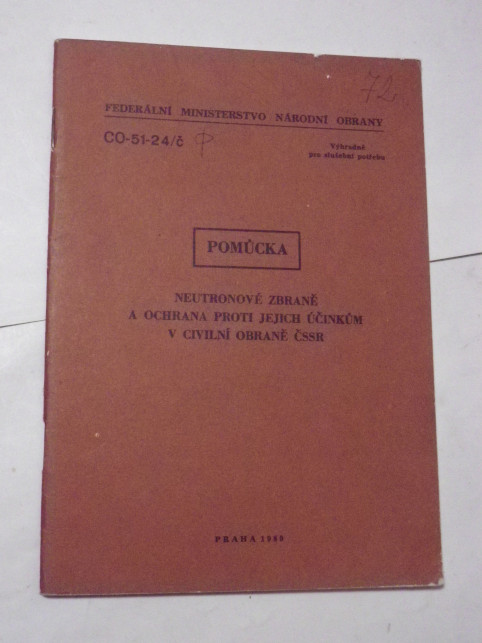 72
FEDERÁLNÍ MINISTERSTVO NÁRODNÍ OBRANY
CO-51-24/č
Výhradně
pro služební potřebu
POMŮCKA
NEUTRONOVÉ ZBRANĚ
A OCHRANA PROTI JEJICH ÚČINKŮM
V CIVILNÍ OBRANĚ ČSSR
PRAHA